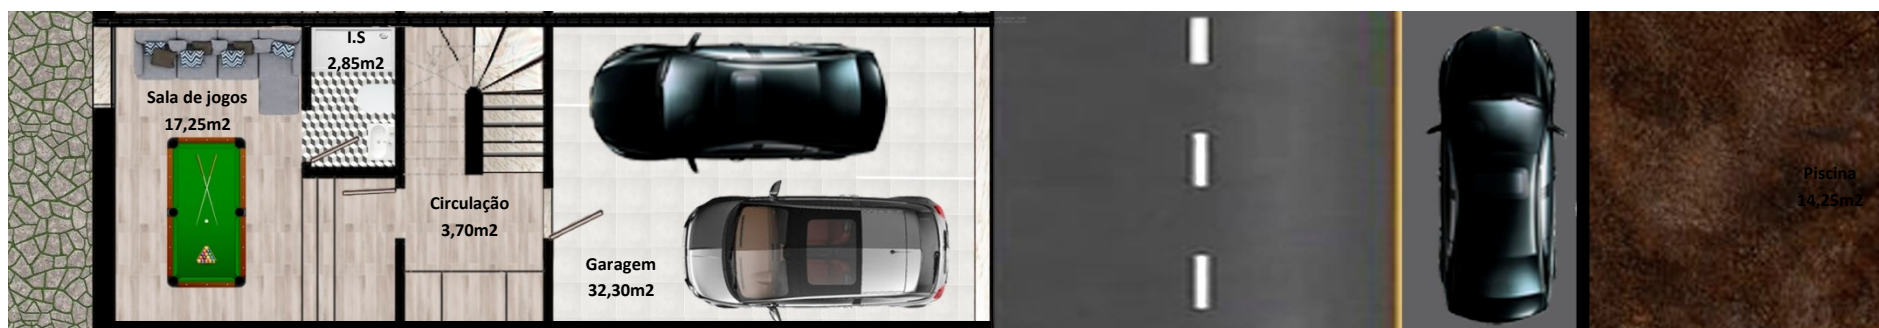 I.S
2,85m2
Sala de jogos
17,25m2
Circulação
3,70m2
Garagem
32,30m2
Piscina
14,25m2